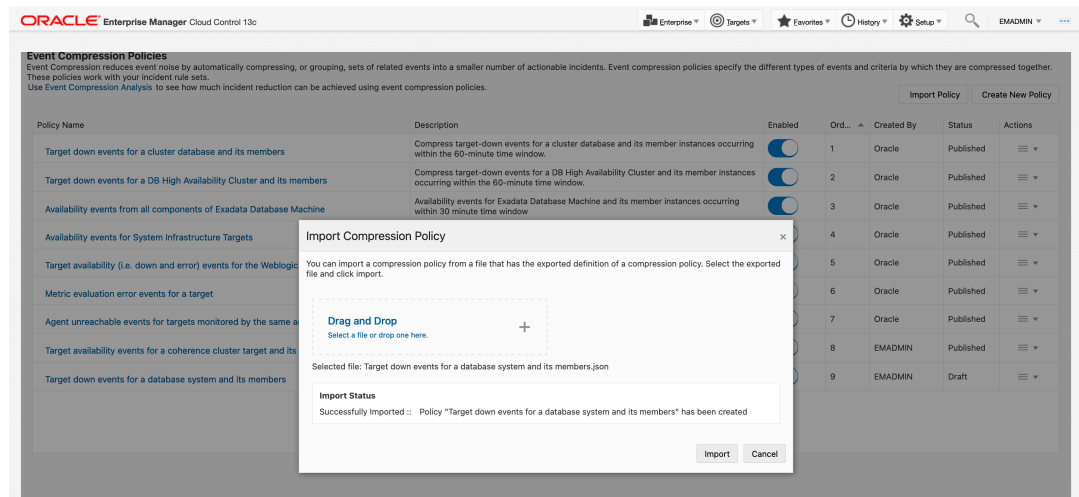 ORACLE Enterprise Manager Cloud Control 13c
Enterprise Targets Favorites History Setup EMADMIN
Event Compression Policies
Event Compression reduces event noise by automatically compressing, or grouping, sets of related events into a smaller number of actionable incidents. Event compression policies specify the different types of events and criteria by which they are compressed together.
These policies work with your incident rule sets.
Use Event Compression Analysis to see how much incident reduction can be achieved using event compression policies.
Import Policy Create New Policy
Policy Name Description Enabled Ord... Created By Status Actions
Target down events for a cluster database and its members
Compress target-down events for a cluster database and its member instances occurring
within the 60-minute time window.
1 Oracle Published
Target down events for a DB High Availability Cluster and its members
Compress target-down events for a DB High Availability Cluster and its member instances
occurring within the 60-minute time window.
2 Oracle Published
Availability events from all components of Exadata Database Machine
Availability events for Exadata Database Machine and its member instances occurring
within 30 minute time window
3 Oracle Published
Availability events for System Infrastructure Targets
4 Oracle Published
Target availability (i.e. down and error) events for the Weblogic
5 Oracle Published
Metric evaluation error events for a target
6 Oracle Published
Agent unreachable events for targets monitored by the same
7 Oracle Published
Target availability events for a coherence cluster target and its
8 EMADMIN Published
Target down events for a database system and its members
9 EMADMIN Draft
Import Compression Policy ×
You can import a compression policy from a file that has the exported definition of a compression policy. Select the exported
file and click import.
Drag and Drop
Select a file or drop one here.
Selected file: Target down events for a database system and its members.json
Import Status
Successfully Imported :: Policy "Target down events for a database system and its members" has been created
Import Cancel